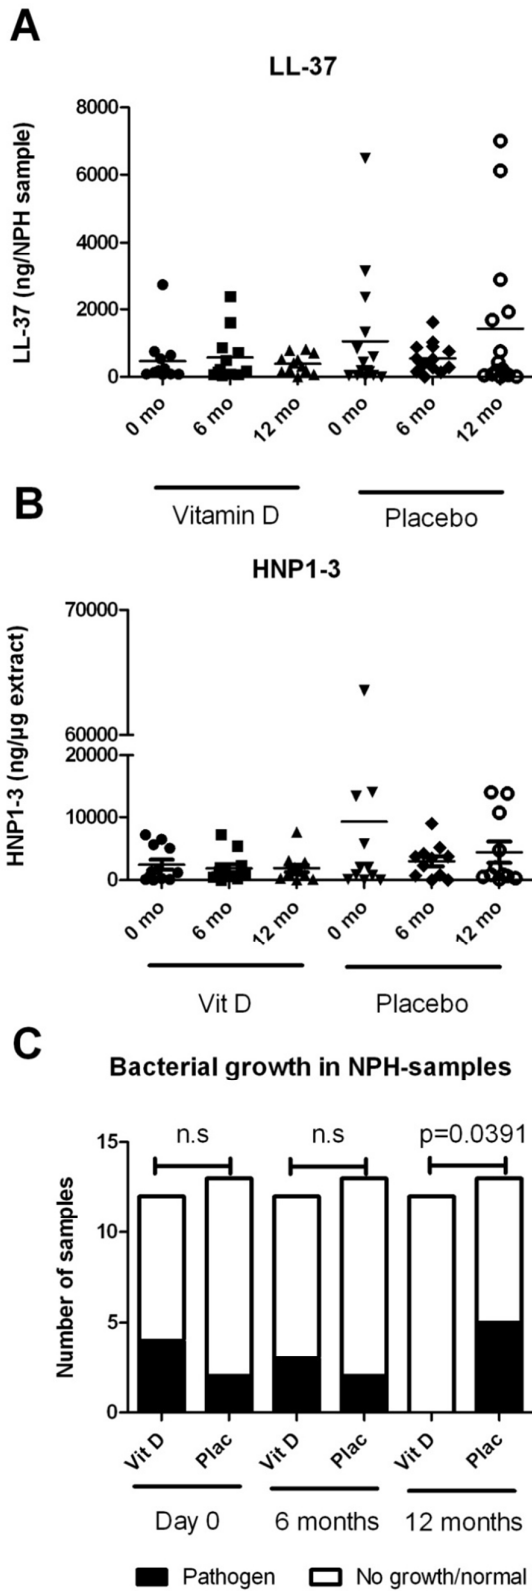 A
LL-37
LL-37 (ng/NPH sample)
8000
6000
4000
2000
0
0 mo 6 mo 12 mo 0 mo 6 mo 12 mo
Vitamin D Placebo
B
HNP1-3
HNP1-3 (ng/µg extract)
70000
60000
20000
10000
0
0 mo 6 mo 12 mo 0 mo 6 mo 12 mo
Vit D Placebo
C
Bacterial growth in NPH-samples
n.s n.s p=0.0391
Number of samples
15
10
5
0
Vit D Plac Vit D Plac Vit D Plac
Day 0 6 months 12 months
Pathogen No growth/normal